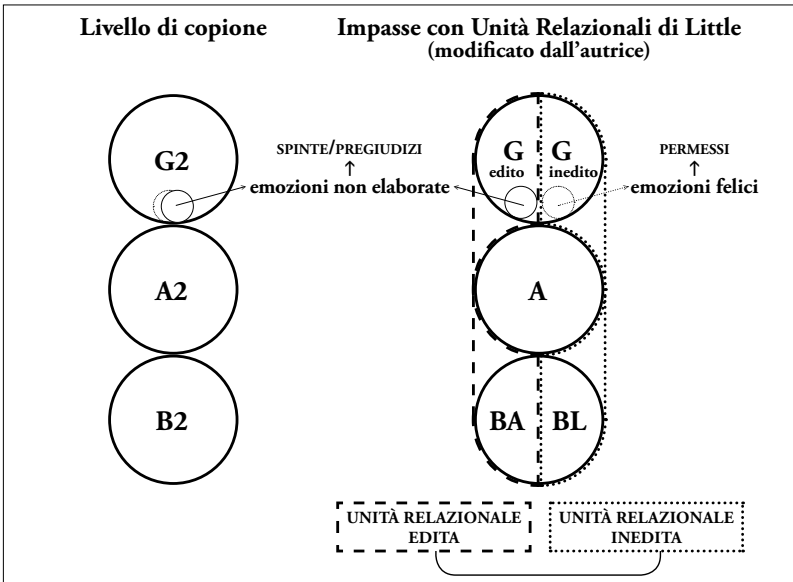 Livello di copione
Impasse con Unità Relazionali di Little
(modificato dall'autrice)
G2
SPINTE/PREGIUDIZI
↑
emozioni non elaborate
G
edito
G
inedito
PERMESSI
↑
emozioni felici
A2
A
B2
BA
BL
UNITÀ RELAZIONALE
EDITA
UNITÀ RELAZIONALE
INEDITA